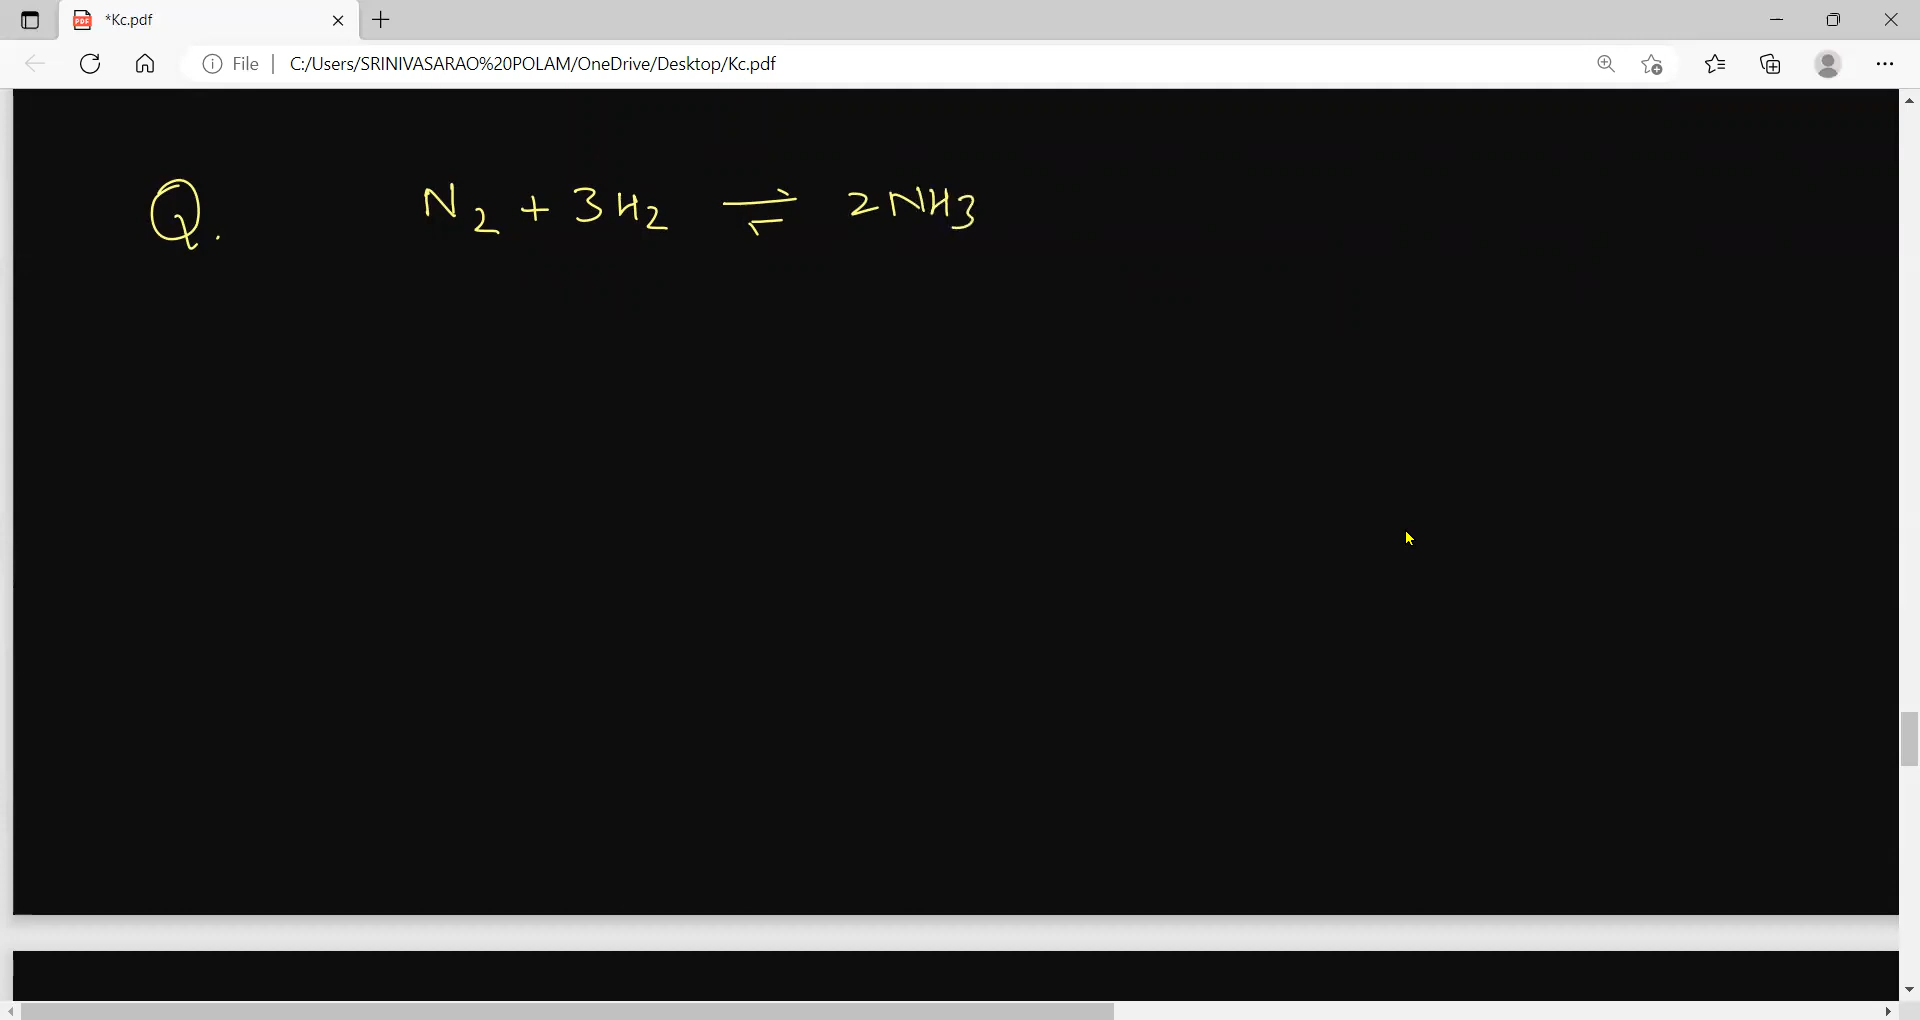 *Kc.pdf
File | C:/Users/SRINIVASARAO%20POLAM/OneDrive/Desktop/Kc.pdf
Q. N2 + 3H2 ⇌ 2NH3